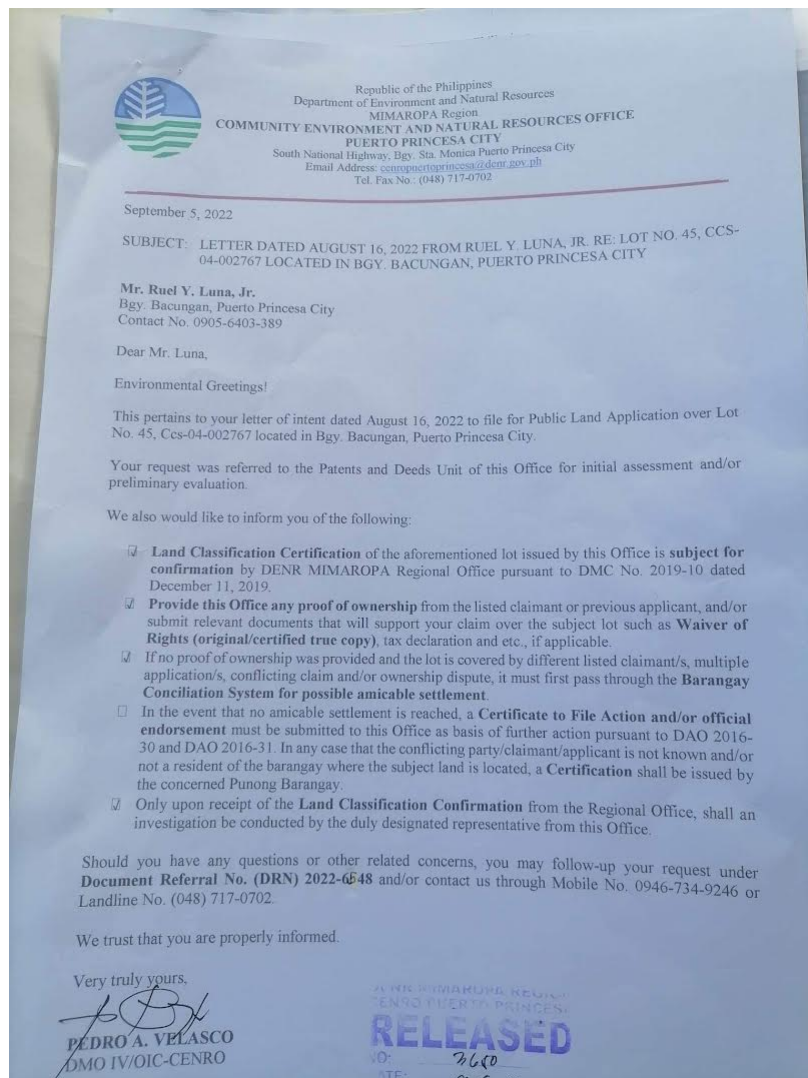 Republic of the Philippines
Department of Environment and Natural Resources
MIMAROPA Region
COMMUNITY ENVIRONMENT AND NATURAL RESOURCES OFFICE
PUERTO PRINCESA CITY
South National Highway, Bgy. Sta. Monica Puerto Princesa City
Email Address: cenropuertoprincesa@denr.gov.ph
Tel. Fax No.: (048) 717-0702
September 5, 2022
SUBJECT: LETTER DATED AUGUST 16, 2022 FROM RUEL Y. LUNA, JR. RE: LOT NO. 45, CCS-
04-002767 LOCATED IN BGY. BACUNGAN, PUERTO PRINCESA CITY
Mr. Ruel Y. Luna, Jr.
Bgy. Bacungan, Puerto Princesa City
Contact No. 0905-6403-389
Dear Mr. Luna,
Environmental Greetings!
This pertains to your letter of intent dated August 16, 2022 to file for Public Land Application over Lot
No. 45, Ccs-04-002767 located in Bgy. Bacungan, Puerto Princesa City.
Your request was referred to the Patents and Deeds Unit of this Office for initial assessment and/or
preliminary evaluation.
We also would like to inform you of the following:
☑ Land Classification Certification of the aforementioned lot issued by this Office is subject for
confirmation by DENR MIMAROPA Regional Office pursuant to DMC No. 2019-10 dated
December 11, 2019.
☑ Provide this Office any proof of ownership from the listed claimant or previous applicant, and/or
submit relevant documents that will support your claim over the subject lot such as Waiver of
Rights (original/certified true copy), tax declaration and etc., if applicable.
☑ If no proof of ownership was provided and the lot is covered by different listed claimant/s, multiple
application/s, conflicting claim and/or ownership dispute, it must first pass through the Barangay
Conciliation System for possible amicable settlement.
☐ In the event that no amicable settlement is reached, a Certificate to File Action and/or official
endorsement must be submitted to this Office as basis of further action pursuant to DAO 2016-
30 and DAO 2016-31. In any case that the conflicting party/claimant/applicant is not known and/or
not a resident of the barangay where the subject land is located, a Certification shall be issued by
the concerned Punong Barangay.
☑ Only upon receipt of the Land Classification Confirmation from the Regional Office, shall an
investigation be conducted by the duly designated representative from this Office.
Should you have any questions or other related concerns, you may follow-up your request under
Document Referral No. (DRN) 2022-6548 and/or contact us through Mobile No. 0946-734-9246 or
Landline No. (048) 717-0702.
We trust that you are properly informed.
Very truly yours,
PEDRO A. VELASCO
DMO IV/OIC-CENRO
DENR MIMAROPA REGION
CENRO PUERTO PRINCESA
RELEASED
NO: 3650